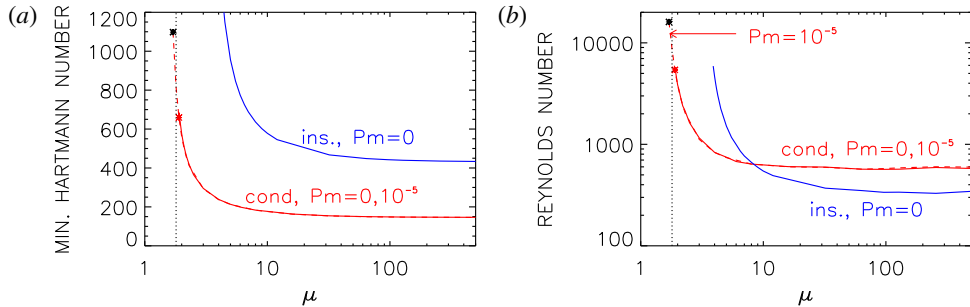 (a)
MIN. HARTMANN NUMBER
1200
1000
800
600
400
200
0
ins., Pm=0
cond, Pm=0,10⁻⁵
1
10
100
μ
(b)
REYNOLDS NUMBER
10000
1000
100
Pm=10⁻⁵
cond, Pm=0,10⁻⁵
ins., Pm=0
1
10
100
μ